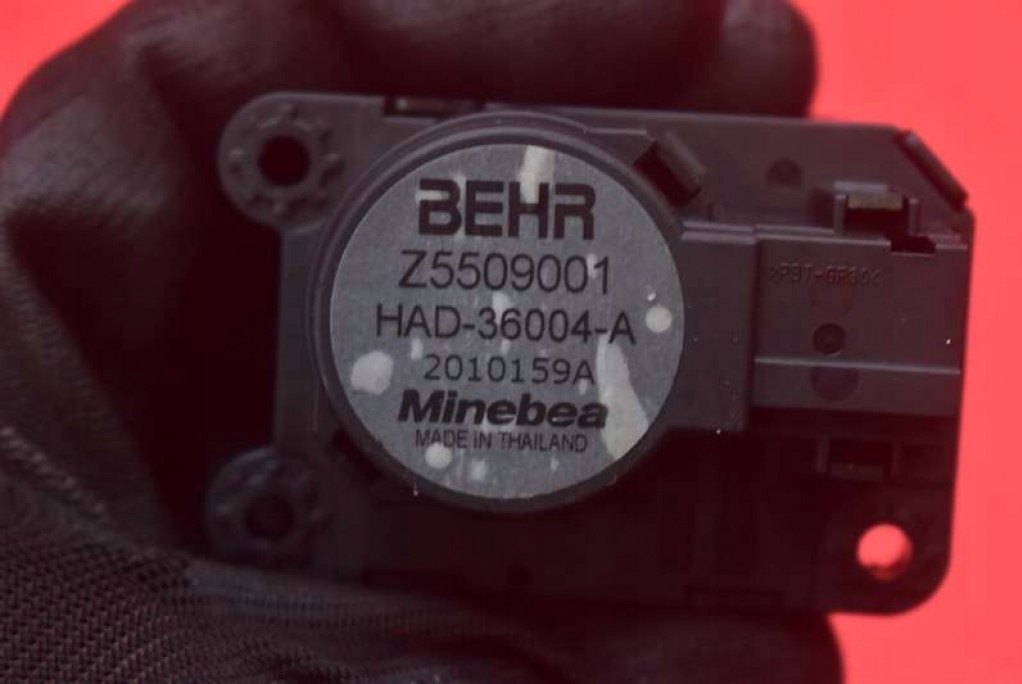 BEHR
Z5509001
HAD-36004-A
2010159A
Minebea
MADE IN THAILAND